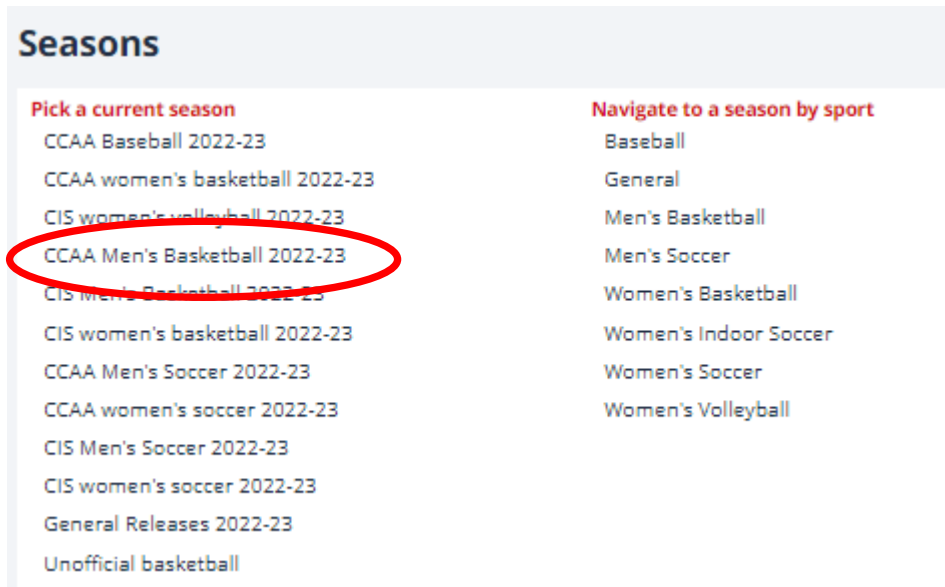 Seasons
Pick a current season
CCAA Baseball 2022-23
CCAA women's basketball 2022-23
CIS women's volleyball 2022-23
CCAA Men's Basketball 2022-23
CIS Men's Basketball 2022-23
CIS women's basketball 2022-23
CCAA Men's Soccer 2022-23
CCAA women's soccer 2022-23
CIS Men's Soccer 2022-23
CIS women's soccer 2022-23
General Releases 2022-23
Unofficial basketball
Navigate to a season by sport
Baseball
General
Men's Basketball
Men's Soccer
Women's Basketball
Women's Indoor Soccer
Women's Soccer
Women's Volleyball